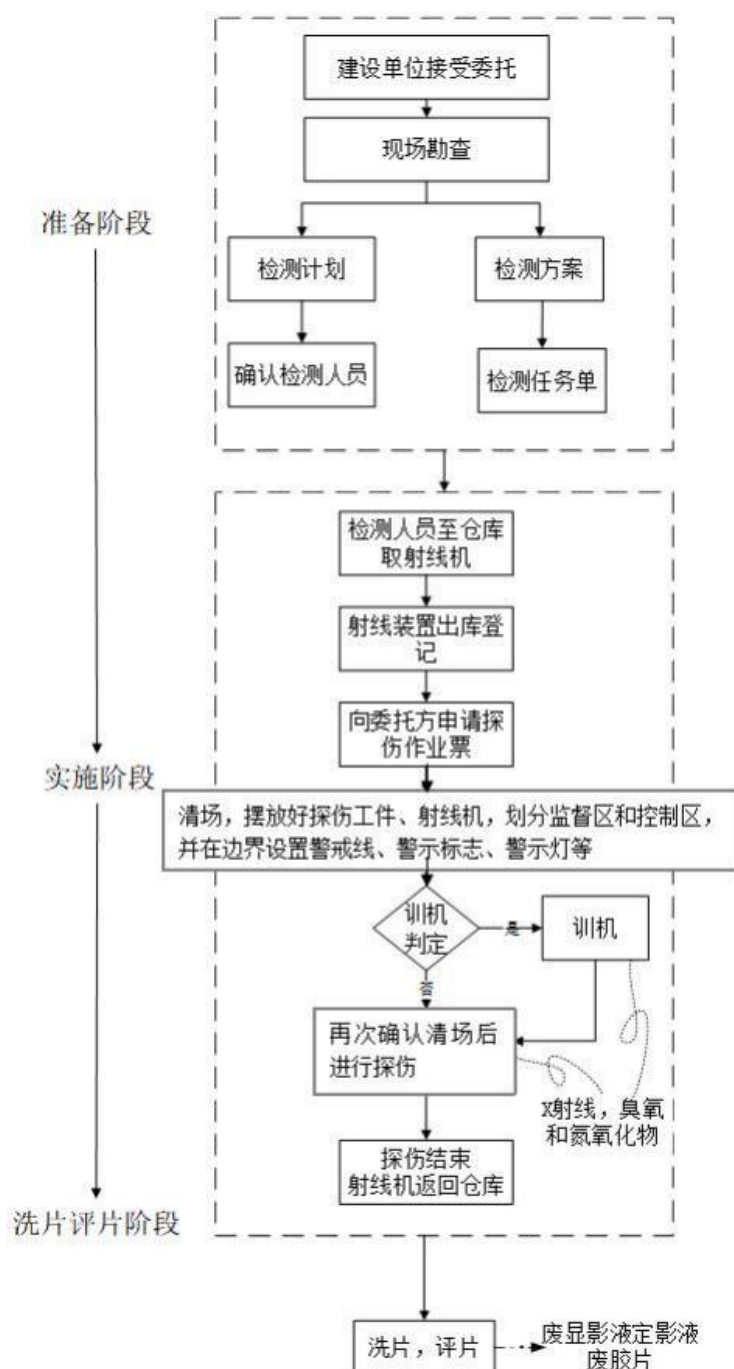 建设单位接受委托
现场勘查
准备阶段
检测计划
检测方案
确认检测人员
检测任务单
检测人员至仓库
取射线机
射线装置出库登
记
向委托方申请探
伤作业票
实施阶段
清场，摆放好探伤工件、射线机，划分监督区和控制区，
并在边界设置警戒线、警示标志、警示灯等
训机
判定
是
训机
否
再次确认清场后
进行探伤
X射线，臭氧
和氮氧化物
探伤结束
射线机返回仓库
洗片评片阶段
洗片，评片
废显影液定影液
废胶片